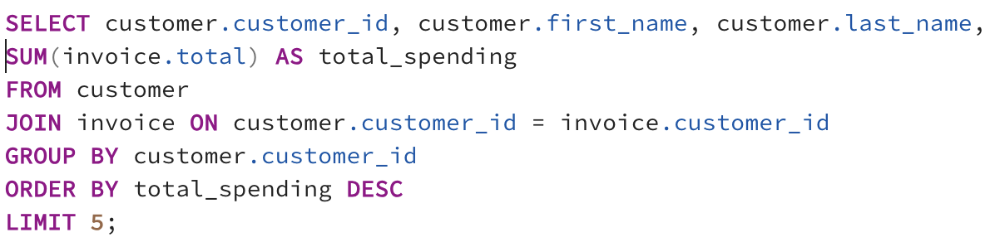 SELECT customer.customer_id, customer.first_name, customer.last_name,
SUM(invoice.total) AS total_spending
FROM customer
JOIN invoice ON customer.customer_id = invoice.customer_id
GROUP BY customer.customer_id
ORDER BY total_spending DESC
LIMIT 5;